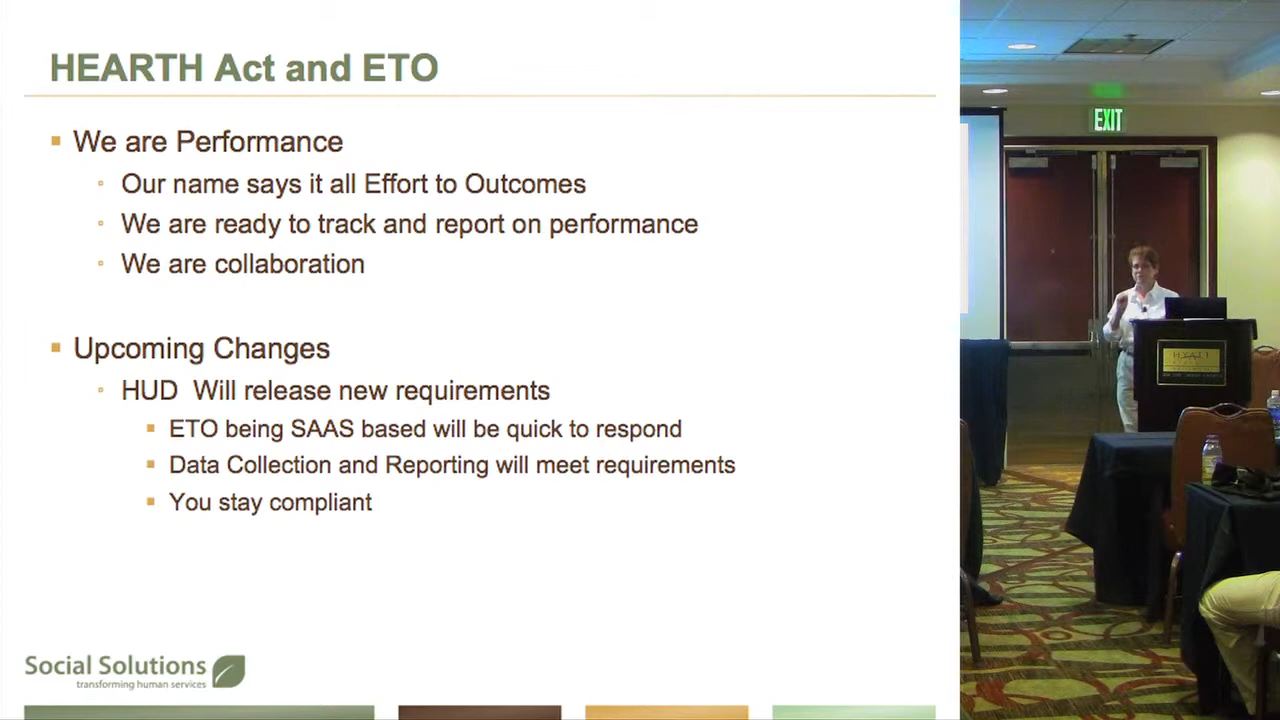 HEARTH Act and ETO
We are Performance
Our name says it all Effort to Outcomes
We are ready to track and report on performance
We are collaboration
Upcoming Changes
HUD Will release new requirements
ETO being SAAS based will be quick to respond
Data Collection and Reporting will meet requirements
You stay compliant
Social Solutions
transforming human services
EXIT
HYATT